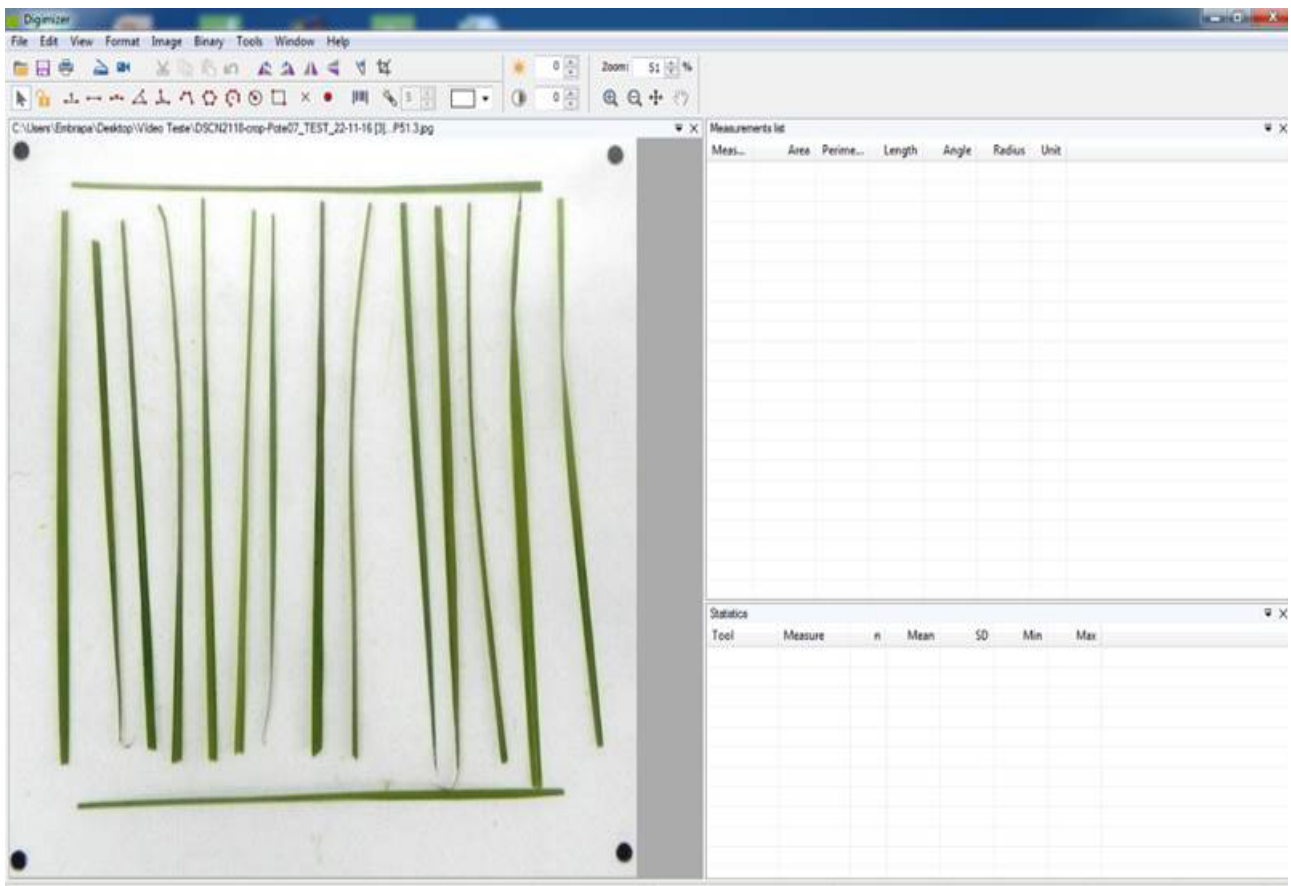 Digimizer
File Edit View Format Image Binary Tools Window Help
0 Zoom: 51 %
3 0
C:\Users\Embrapa\Desktop\Video Teste\DSCN2118-crop-Pote07_TEST_22-11-16 [3]...P51.3.jpg
Measurements list
Meas... Area Perime... Length Angle Radius Unit
Statistics
Tool Measure n Mean SD Min Max